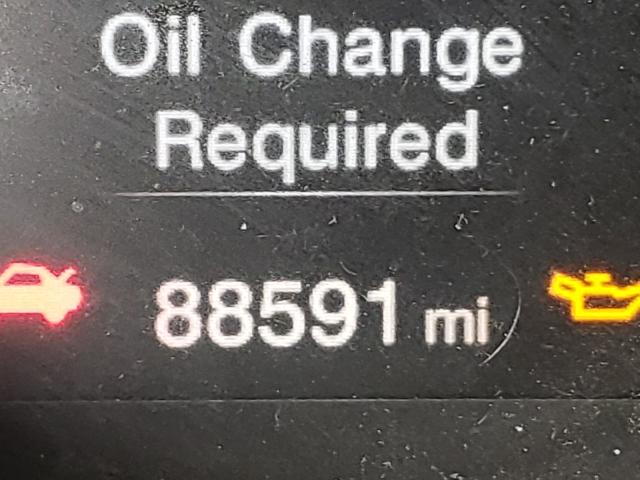 Oil Change
Required
88591 mi